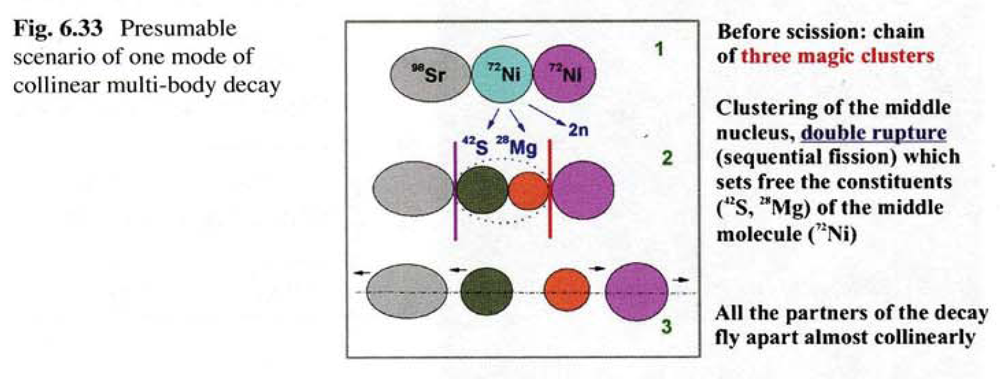 Fig. 6.33 Presumable
scenario of one mode of
collinear multi-body decay
1
⁹⁸Sr ⁷²Ni ⁷²Ni
2n
⁴²S ²⁸Mg
2
3
Before scission: chain
of three magic clusters
Clustering of the middle
nucleus, double rupture
(sequential fission) which
sets free the constituents
(⁴²S, ²⁸Mg) of the middle
molecule (⁷²Ni)
All the partners of the decay
fly apart almost collinearly